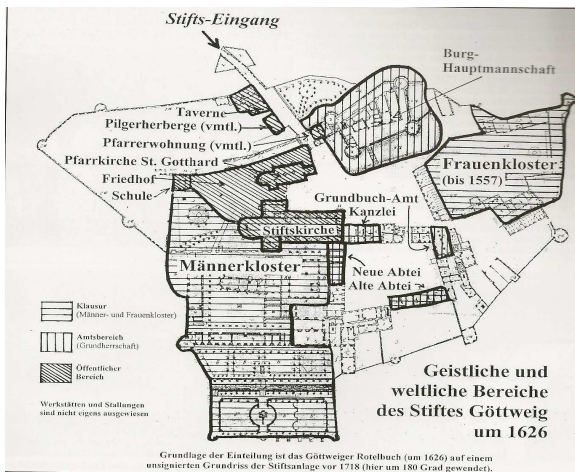 Stifts-Eingang
Burg-
Hauptmannschaft
Taverne
Pilgerherberge (vmtl.)
Pfarrerwohnung (vmtl.)
Pfarrkirche St. Gotthard
Friedhof
Schule
Frauenkloster
(bis 1557)
Grundbuch-Amt
Kanzlei
Stiftskirche
Männerkloster
Neue Abtei
Alte Abtei
Klausur
(Männer- und Frauenkloster)
Amtsbereich
(Grundherrschaft)
Öffentlicher
Bereich
Werkstätten und Stallungen
sind nicht eigens ausgewiesen
Geistliche und
weltliche Bereiche
des Stiftes Göttweig
um 1626
Grundlage der Einteilung ist das Göttweiger Rotelbuch (um 1626) auf einem
unsignierten Grundriss der Stiftsanlage vor 1718 (hier um 180 Grad gewendet).